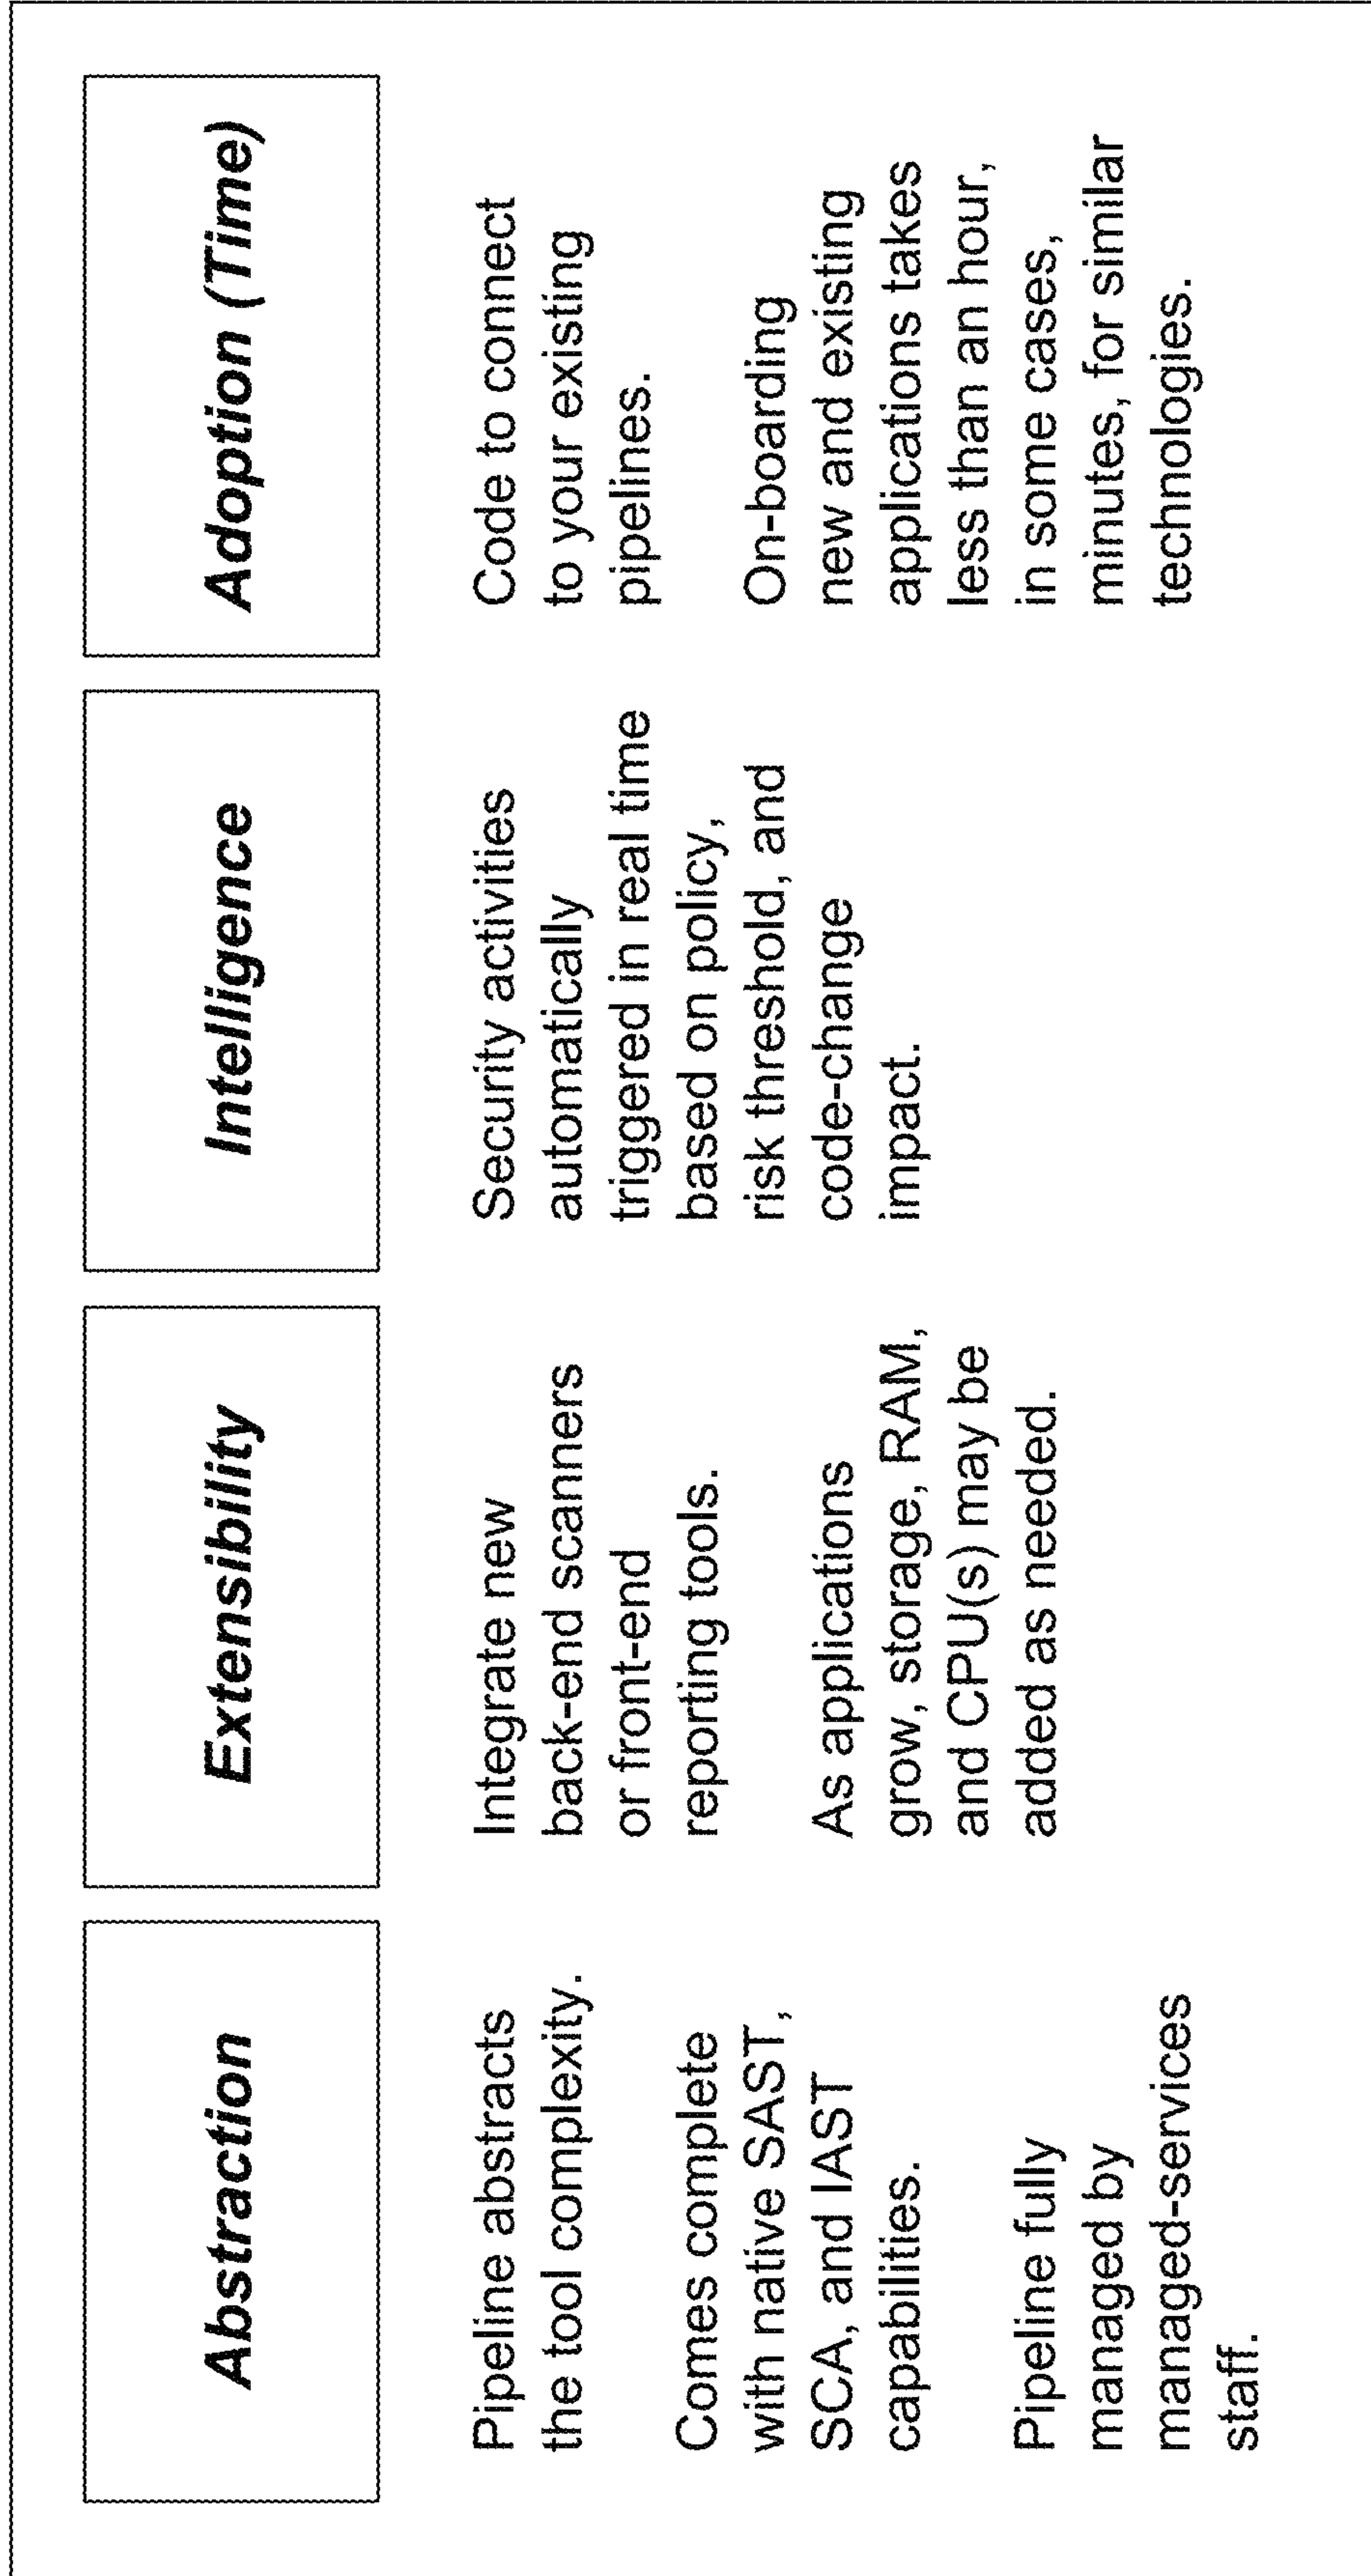 Abstraction
Pipeline abstracts
the tool complexity.
Comes complete
with native SAST,
SCA, and IAST
capabilities.
Pipeline fully
managed by
managed-services
staff.
Extensibility
Integrate new
back-end scanners
or front-end
reporting tools.
As applications
grow, storage, RAM,
and CPU(s) may be
added as needed.
Intelligence
Security activities
automatically
triggered in real time
based on policy,
risk threshold, and
code-change
impact.
Adoption (Time)
Code to connect
to your existing
pipelines.
On-boarding
new and existing
applications takes
less than an hour,
in some cases,
minutes, for similar
technologies.